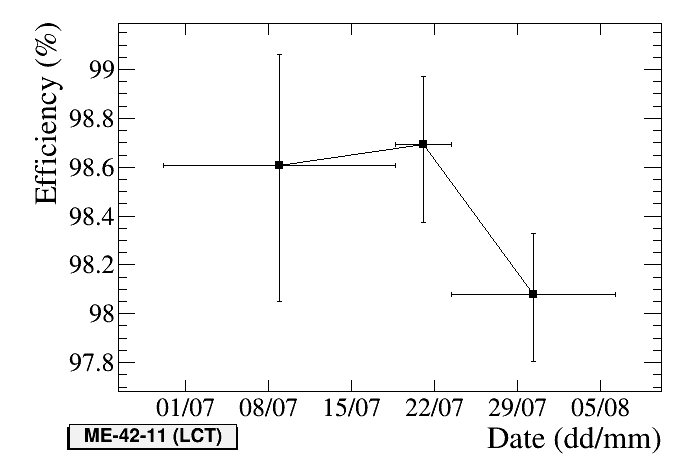 Efficiency (%)
99
98.8
98.6
98.4
98.2
98
97.8
01/07 08/07 15/07 22/07 29/07 05/08
Date (dd/mm)
ME-42-11 (LCT)